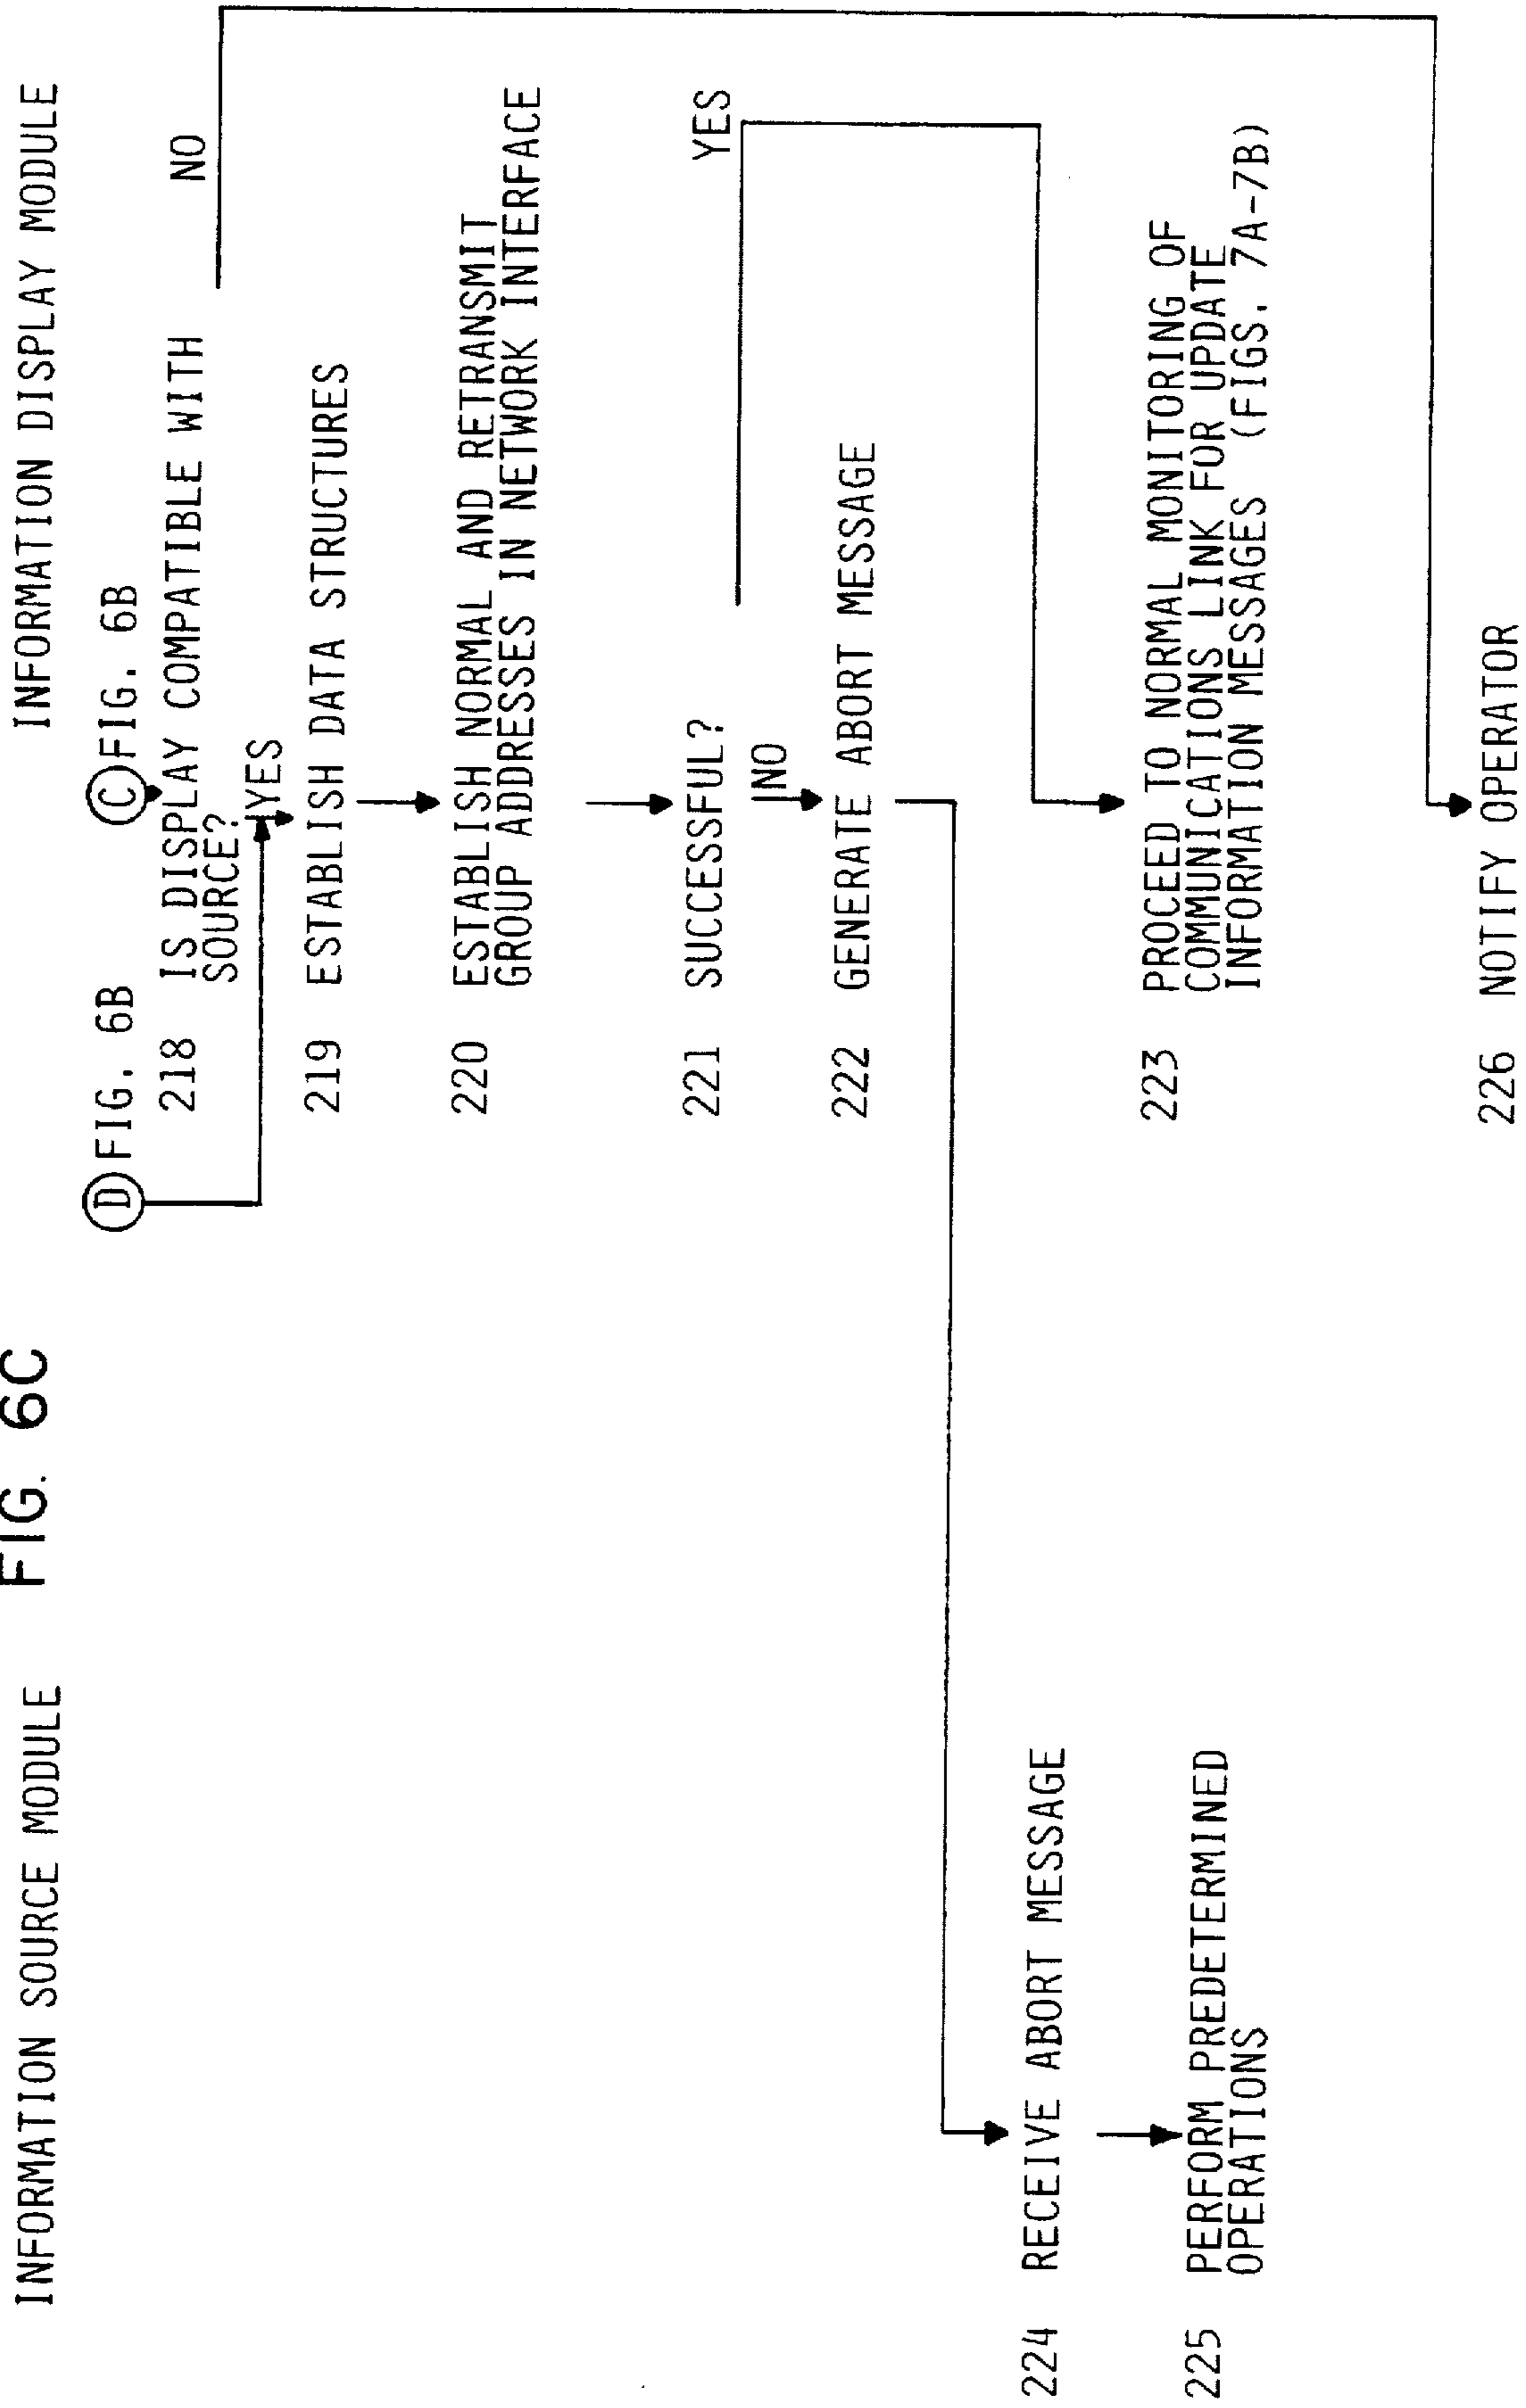 FIG. 6C
INFORMATION SOURCE MODULE
INFORMATION DISPLAY MODULE
D FIG. 6B
C FIG. 6B
218 IS DISPLAY COMPATIBLE WITH
SOURCE?
NO
YES
219 ESTABLISH DATA STRUCTURES
220 ESTABLISH NORMAL AND RETRANSMIT
GROUP ADDRESSES IN NETWORK INTERFACE
221 SUCCESSFUL?
YES
NO
222 GENERATE ABORT MESSAGE
224 RECEIVE ABORT MESSAGE
225 PERFORM PREDETERMINED
OPERATIONS
223 PROCEED TO NORMAL MONITORING OF
COMMUNICATIONS LINK FOR UPDATE
INFORMATION MESSAGES (FIGS. 7A-7B)
226 NOTIFY OPERATOR